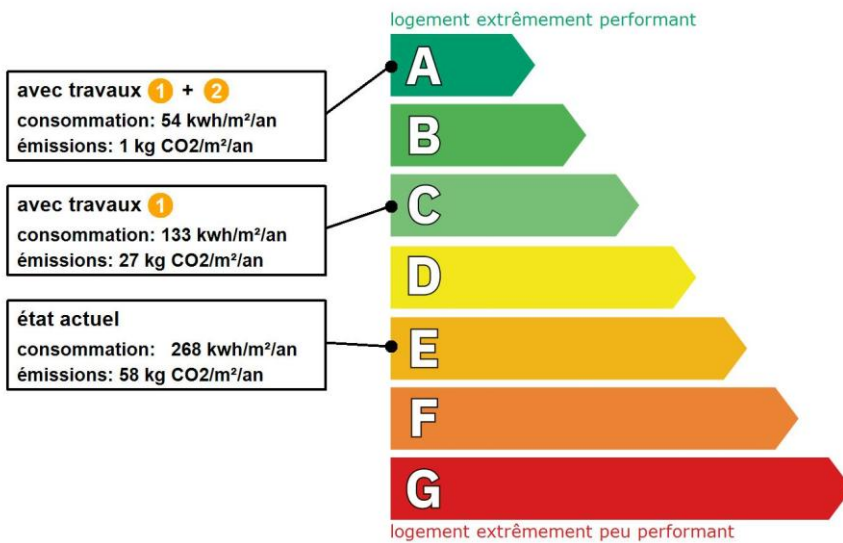 logement extrêmement performant
A
avec travaux 1 + 2
consommation: 54 kwh/m²/an
émissions: 1 kg CO2/m²/an
B
avec travaux 1
consommation: 133 kwh/m²/an
émissions: 27 kg CO2/m²/an
C
D
état actuel
consommation: 268 kwh/m²/an
émissions: 58 kg CO2/m²/an
E
F
G
logement extrêmement peu performant